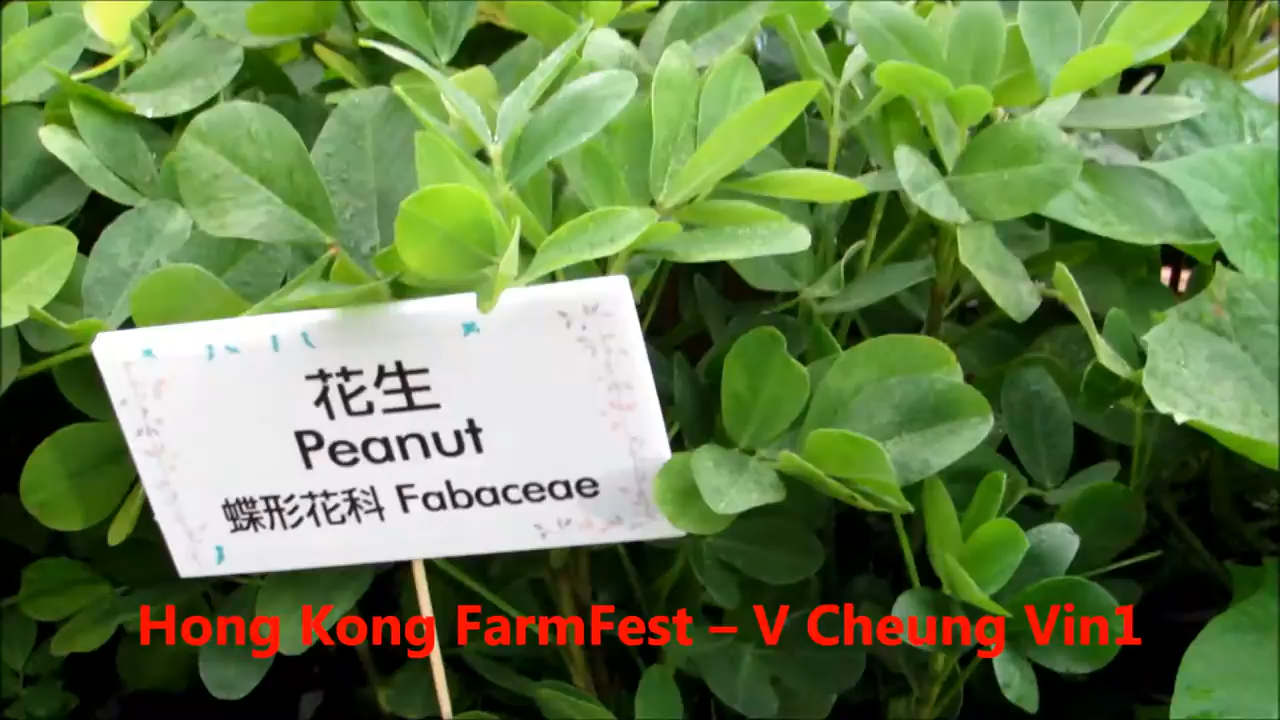 花生
Peanut
蝶形花科 Fabaceae
Hong Kong FarmFest – V Cheung Vin1